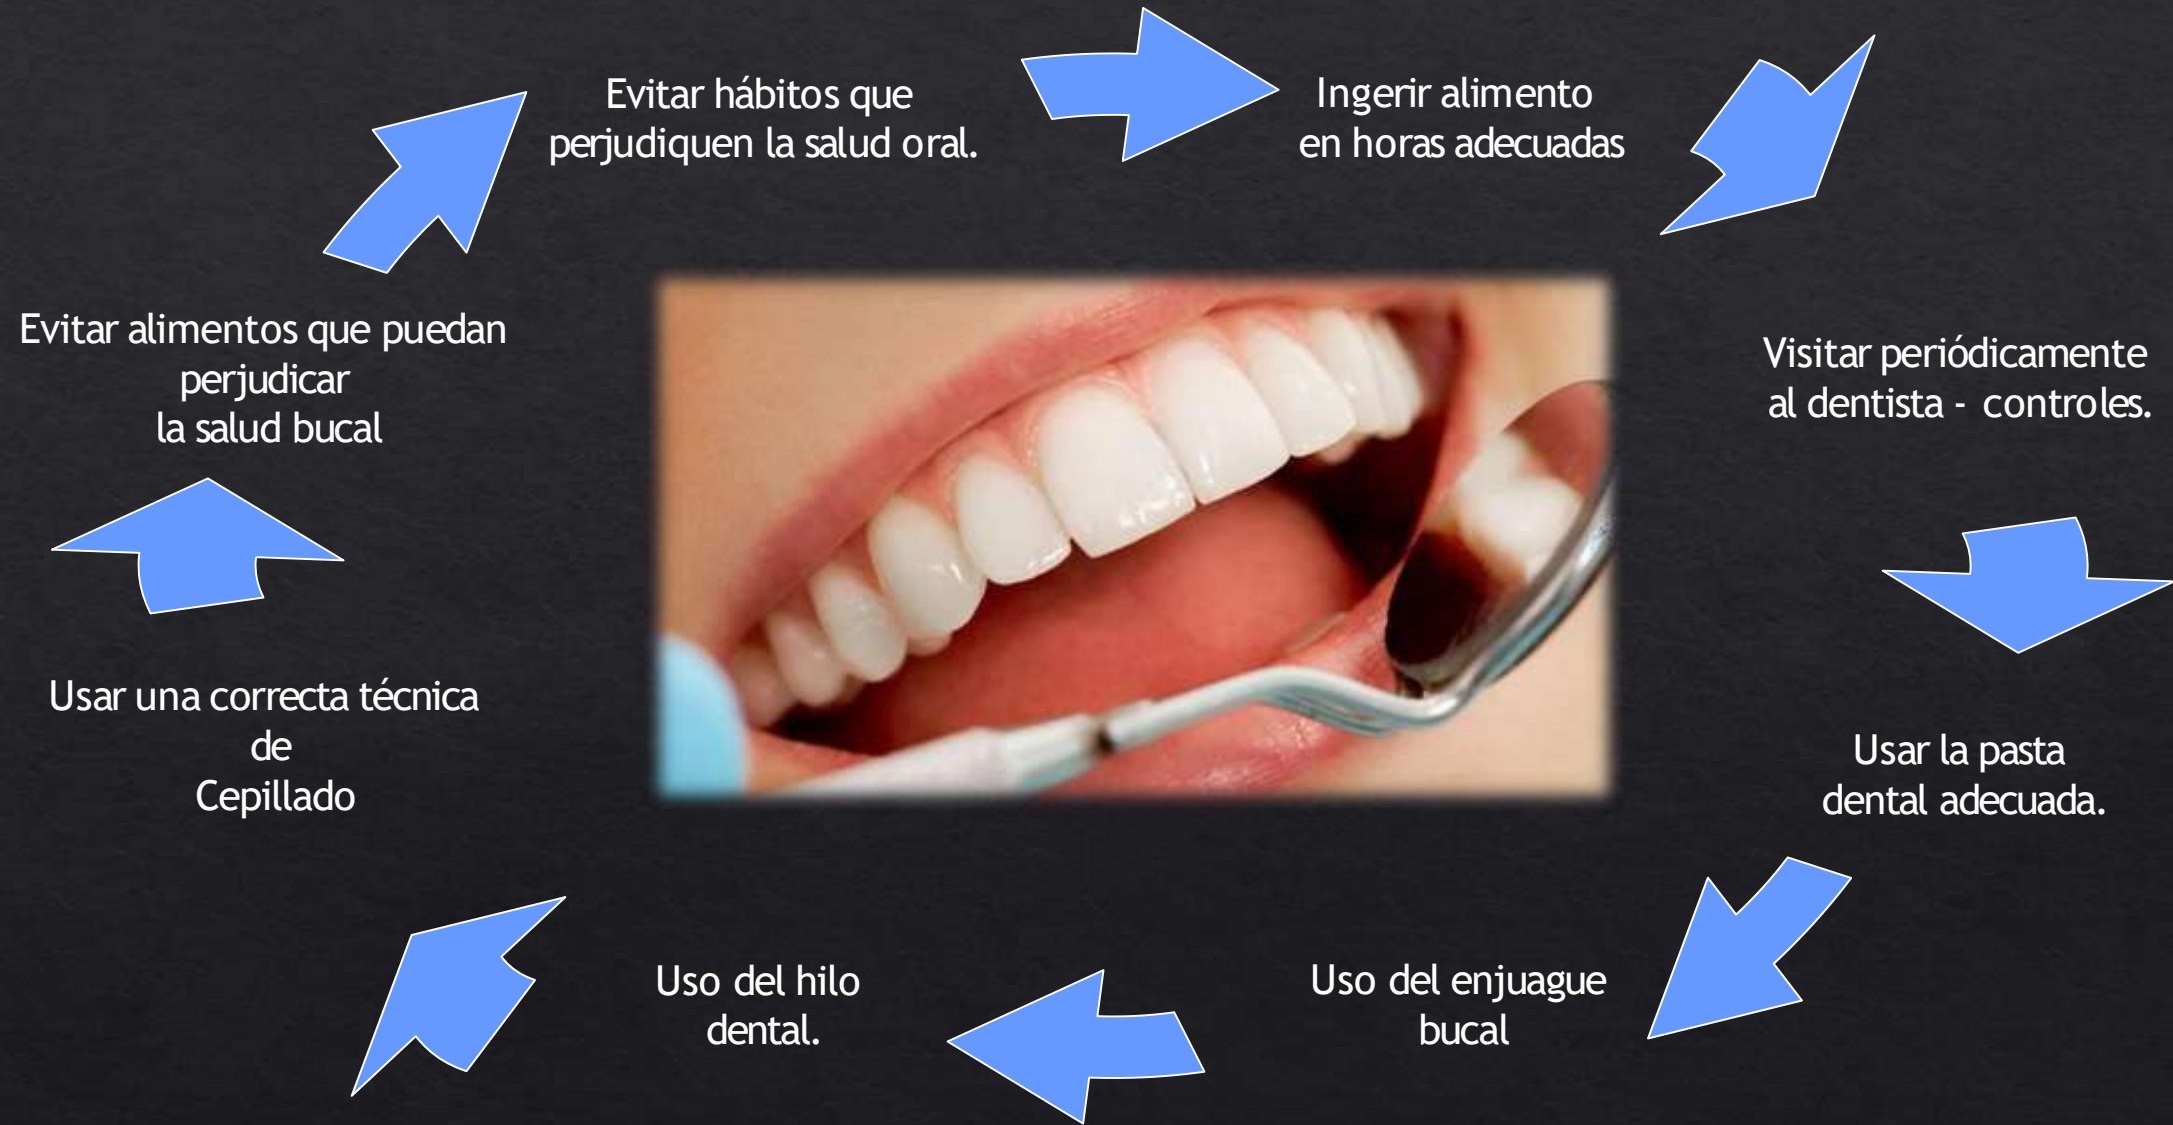 Evitar hábitos que
perjudiquen la salud oral.
Ingerir alimento
en horas adecuadas
Visitar periódicamente
al dentista - controles.
Usar la pasta
dental adecuada.
Uso del enjuague
bucal
Uso del hilo
dental.
Usar una correcta técnica
de
Cepillado
Evitar alimentos que puedan
perjudicar
la salud bucal